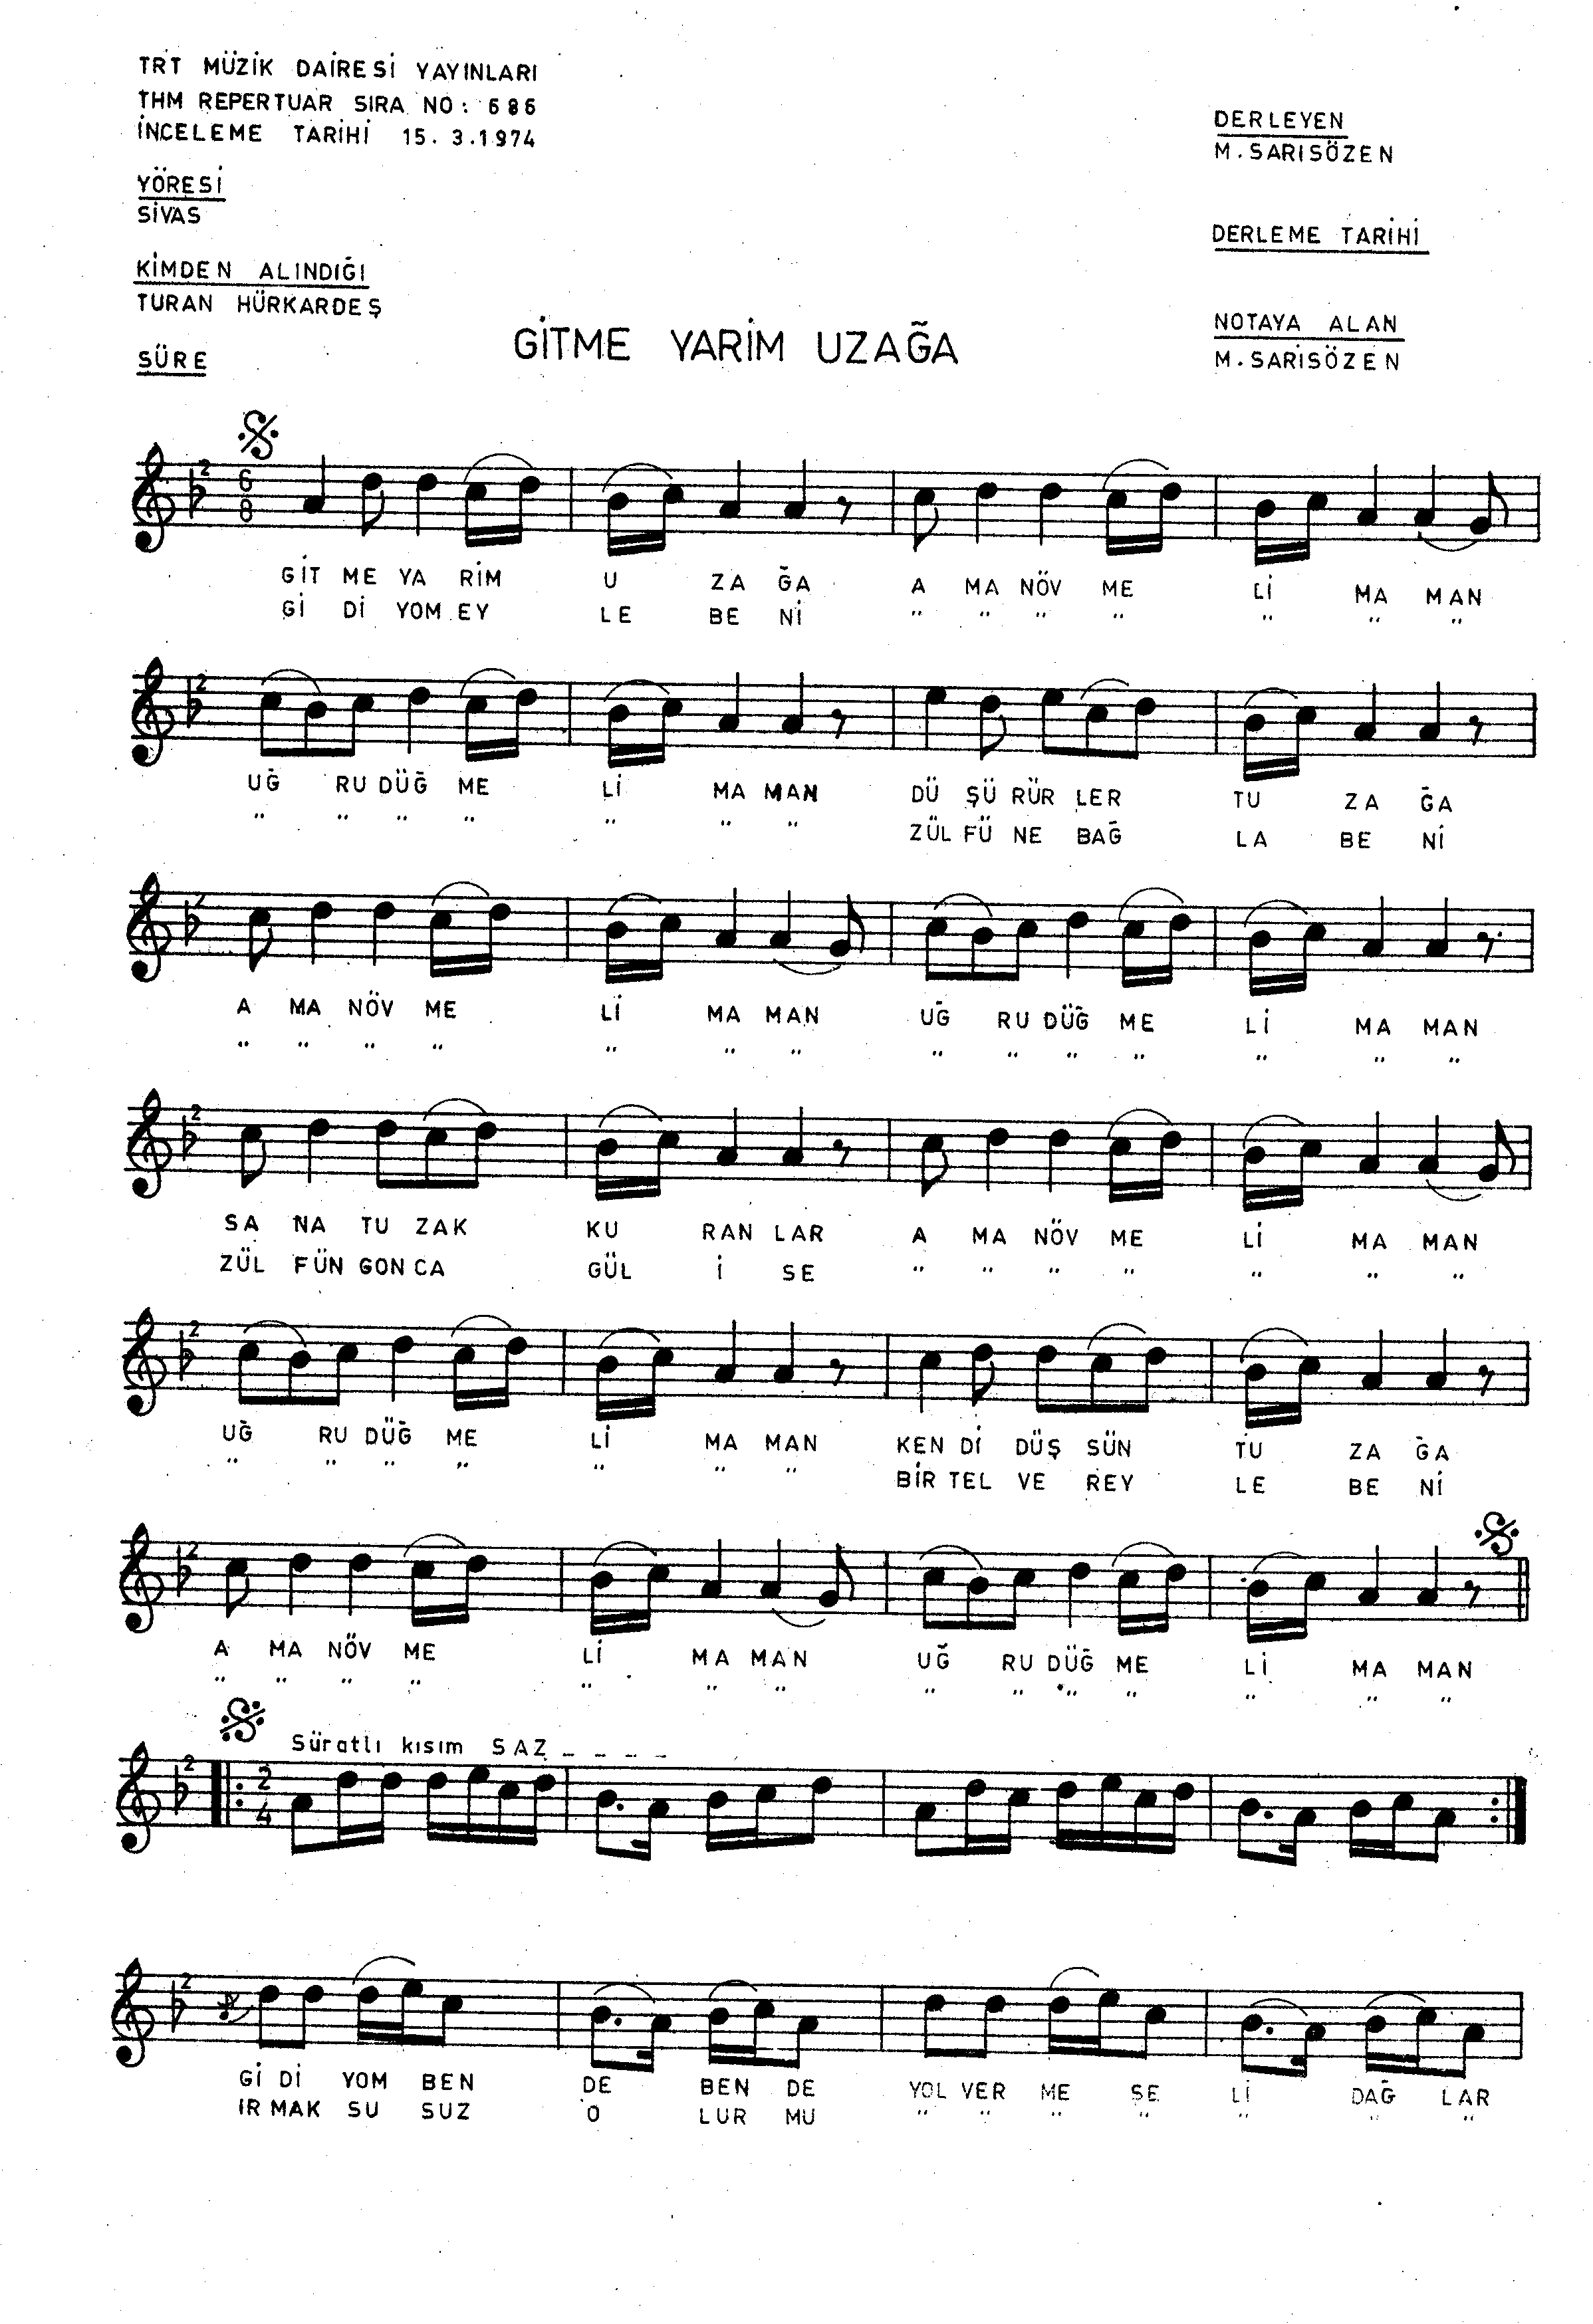 TRT MÜZİK DAİRESİ YAYINLARI
THM REPERTUAR SIRA NO: 686
İNCELEME TARİHİ 15.3.1974
DERLEYEN
M.SARISÖZEN
YÖRESİ
SİVAS
DERLEME TARİHİ
KİMDEN ALINDIĞI
TURAN HÜRKARDEŞ
NOTAYA ALAN
M.SARISÖZEN
SÜRE
GİTME YARİM UZAĞA
2 6 8
GİT ME YA RİM U ZA ĞA A MA NÖV ME Lİ MA MAN
Gİ Dİ YOM EY LE BE Nİ " " " " " " "
2
UĞ RU DÜĞ ME Lİ MA MAN DÜ ŞÜ RÜR LER TU ZA ĞA
" " " " " " " ZÜL FÜ NE BAĞ LA BE Nİ
2
A MA NÖV ME Lİ MA MAN UĞ RU DÜĞ ME Lİ MA MAN
" " " " " " " " " " " " " "
2
SA NA TU ZAK KU RAN LAR A MA NÖV ME Lİ MA MAN
ZÜL FÜN GON CA GÜL İ SE " " " " " " "
2
UĞ RU DÜĞ ME Lİ MA MAN KEN Dİ DÜŞ SÜN TU ZA ĞA
" " " " " " " BİR TEL VE REY LE BE Nİ
2
A MA NÖV ME Lİ MA MAN UĞ RU DÜĞ ME Lİ MA MAN
" " " " " " " " " " " " " "
Süratlı kısım SAZ _ _ _ _
2 2 4
2
Gİ Dİ YOM BEN DE BEN DE YOL VER ME SE Lİ DAĞ LAR
IR MAK SU SUZ O LUR MU " " " " " " "